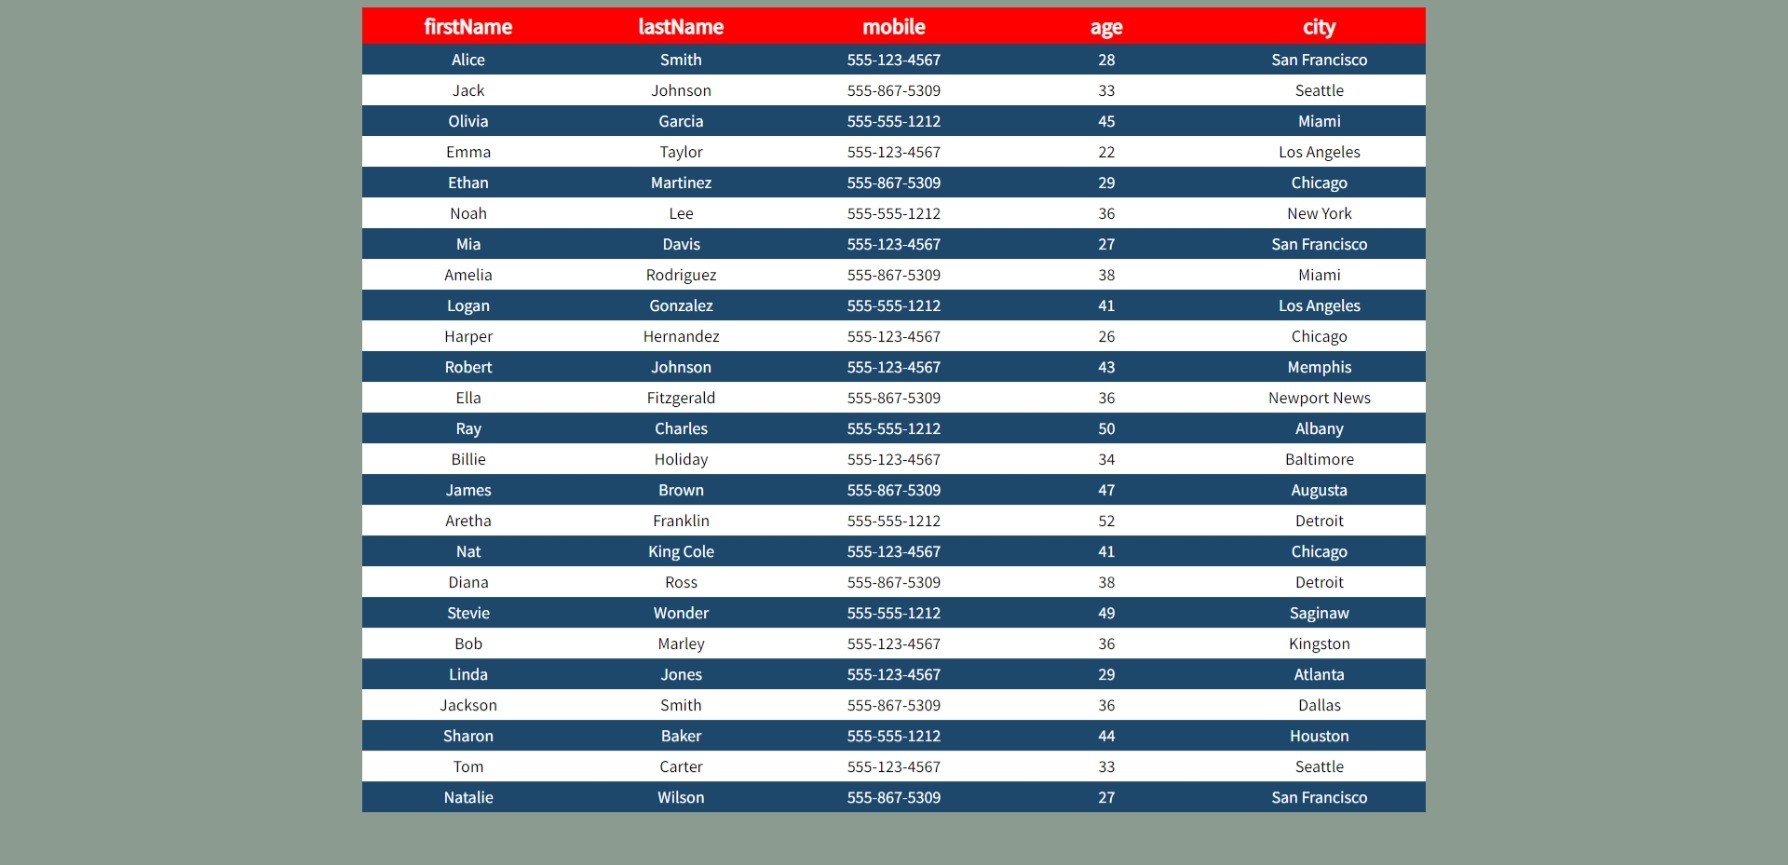 firstName lastName mobile age city
Alice Smith 555-123-4567 28 San Francisco
Jack Johnson 555-867-5309 33 Seattle
Olivia Garcia 555-555-1212 45 Miami
Emma Taylor 555-123-4567 22 Los Angeles
Ethan Martinez 555-867-5309 29 Chicago
Noah Lee 555-555-1212 36 New York
Mia Davis 555-123-4567 27 San Francisco
Amelia Rodriguez 555-867-5309 38 Miami
Logan Gonzalez 555-555-1212 41 Los Angeles
Harper Hernandez 555-123-4567 26 Chicago
Robert Johnson 555-123-4567 43 Memphis
Ella Fitzgerald 555-867-5309 36 Newport News
Ray Charles 555-555-1212 50 Albany
Billie Holiday 555-123-4567 34 Baltimore
James Brown 555-867-5309 47 Augusta
Aretha Franklin 555-555-1212 52 Detroit
Nat King Cole 555-123-4567 41 Chicago
Diana Ross 555-867-5309 38 Detroit
Stevie Wonder 555-555-1212 49 Saginaw
Bob Marley 555-123-4567 36 Kingston
Linda Jones 555-123-4567 29 Atlanta
Jackson Smith 555-867-5309 36 Dallas
Sharon Baker 555-555-1212 44 Houston
Tom Carter 555-123-4567 33 Seattle
Natalie Wilson 555-867-5309 27 San Francisco